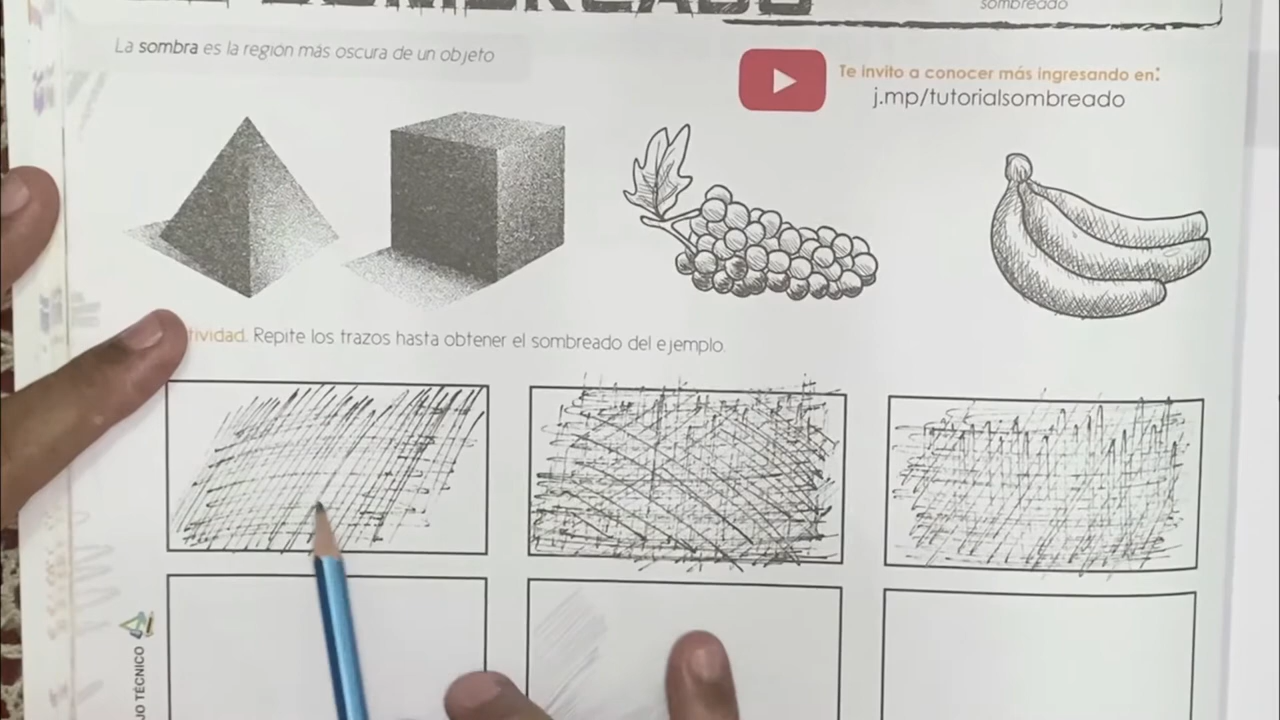 sombreado
La sombra es la región más oscura de un objeto
Te invito a conocer más ingresando en:
j.mp/tutorialsombreado
tividad. Repite los trazos hasta obtener el sombreado del ejemplo.
JO TÉCNICO